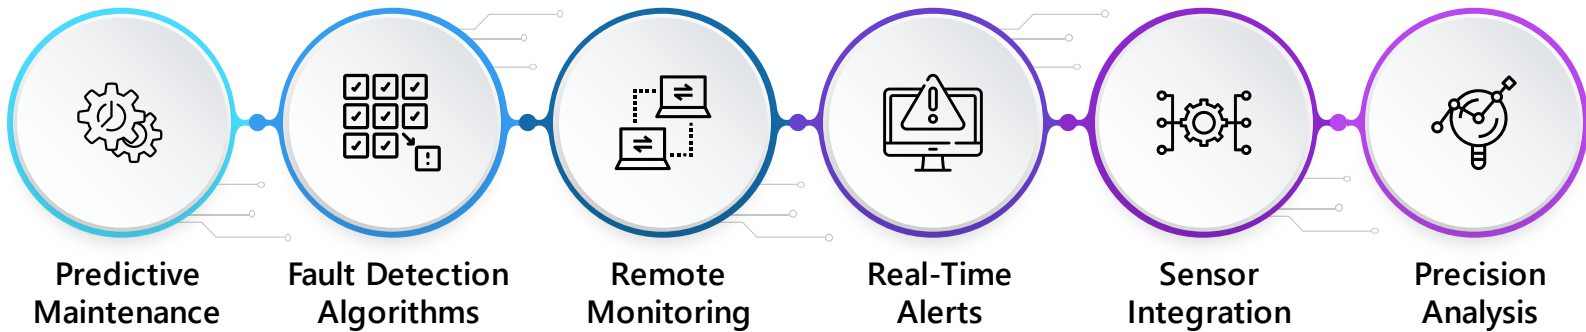 Predictive
Maintenance
Fault Detection
Algorithms
Remote
Monitoring
Real-Time
Alerts
Sensor
Integration
Precision
Analysis